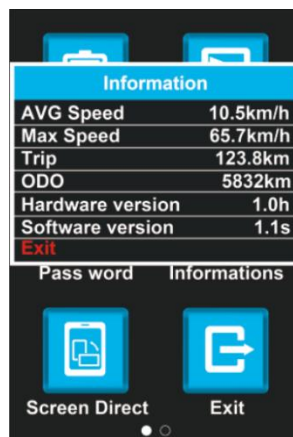 Information
AVG Speed 10.5km/h
Max Speed 65.7km/h
Trip 123.8km
ODO 5832km
Hardware version 1.0h
Software version 1.1s
Exit
Pass word Informations
Screen Direct Exit